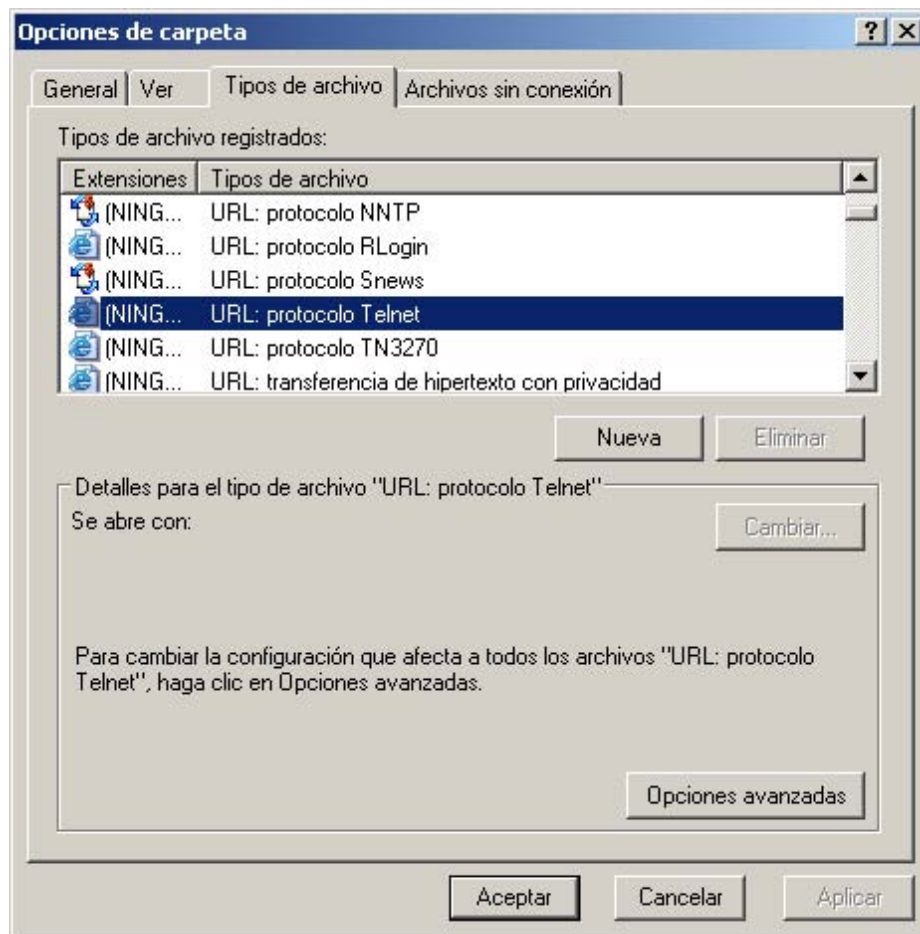 Opciones de carpeta
General Ver Tipos de archivo Archivos sin conexión
Tipos de archivo registrados:
Extensiones Tipos de archivo
(NING... URL: protocolo NNTP
(NING... URL: protocolo RLogin
(NING... URL: protocolo Snews
(NING... URL: protocolo Telnet
(NING... URL: protocolo TN3270
(NING... URL: transferencia de hipertexto con privacidad
Nueva Eliminar
Detalles para el tipo de archivo "URL: protocolo Telnet"
Se abre con: Cambiar...
Para cambiar la configuración que afecta a todos los archivos "URL: protocolo
Telnet", haga clic en Opciones avanzadas.
Opciones avanzadas
Aceptar Cancelar Aplicar